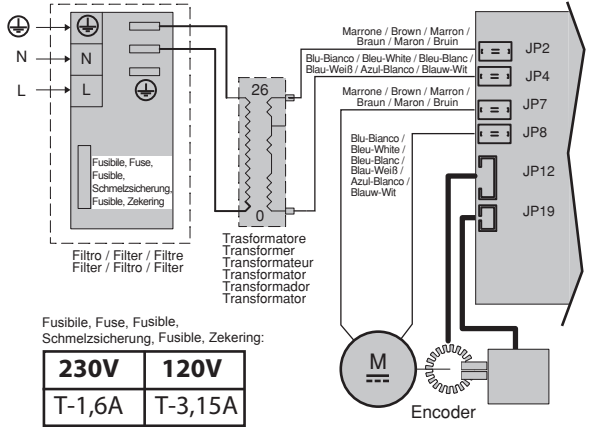 N
L
N
L
Fusibile, Fuse,
Fusible,
Schmelzsicherung,
Fusible, Zekering
Filtro / Filter / Filtre
Filter / Filtro / Filter
26
0
Trasformatore
Transformer
Transformateur
Transformator
Transformador
Transformator
Marrone / Brown / Marron /
Braun / Maron / Bruin
Blu-Bianco / Bleu-White / Bleu-Blanc /
Blau-Weiß / Azul-Blanco / Blauw-Wit
Marrone / Brown / Marron /
Braun / Maron / Bruin
Blu-Bianco /
Bleu-White /
Bleu-Blanc /
Blau-Weiß /
Azul-Blanco /
Blauw-Wit
JP2
JP4
JP7
JP8
JP12
JP19
M
Encoder
Fusibile, Fuse, Fusible,
Schmelzsicherung, Fusible, Zekering:
230V 120V
T-1,6A T-3,15A